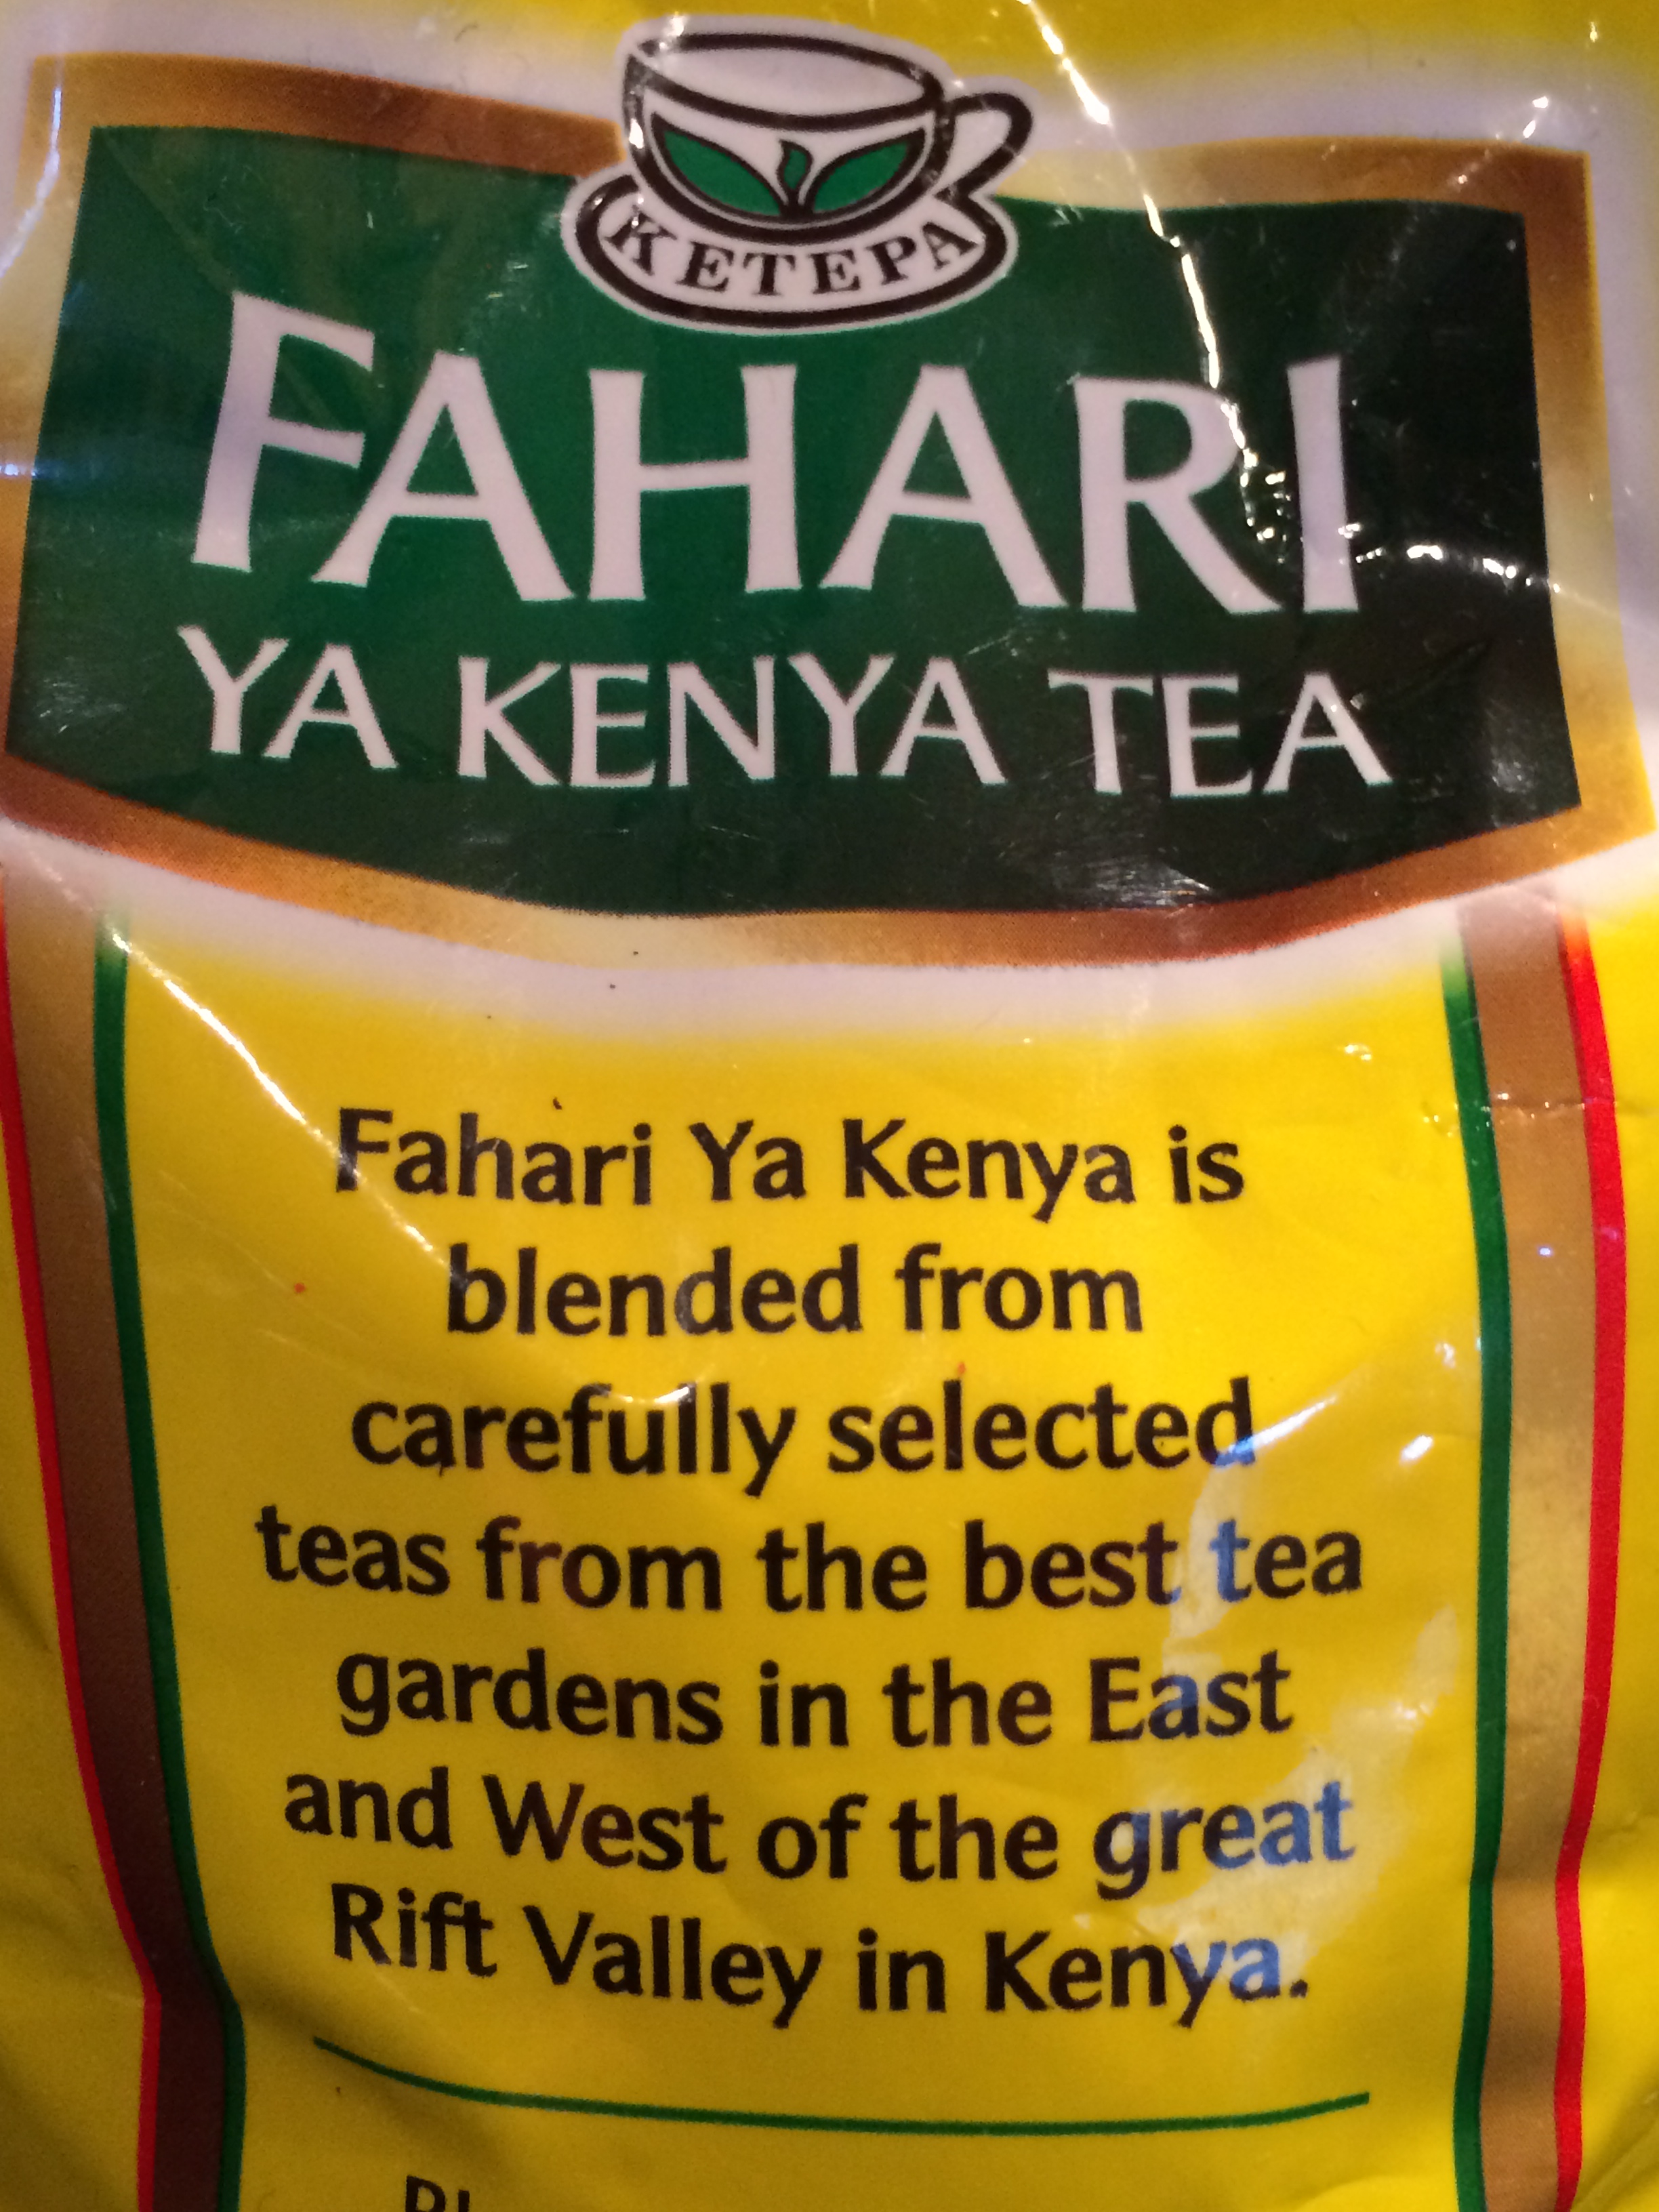 KETEPA
FAHARI
YA KENYA TEA
Fahari Ya Kenya is
blended from
carefully selected
teas from the best tea
gardens in the East
and West of the great
Rift Valley in Kenya.